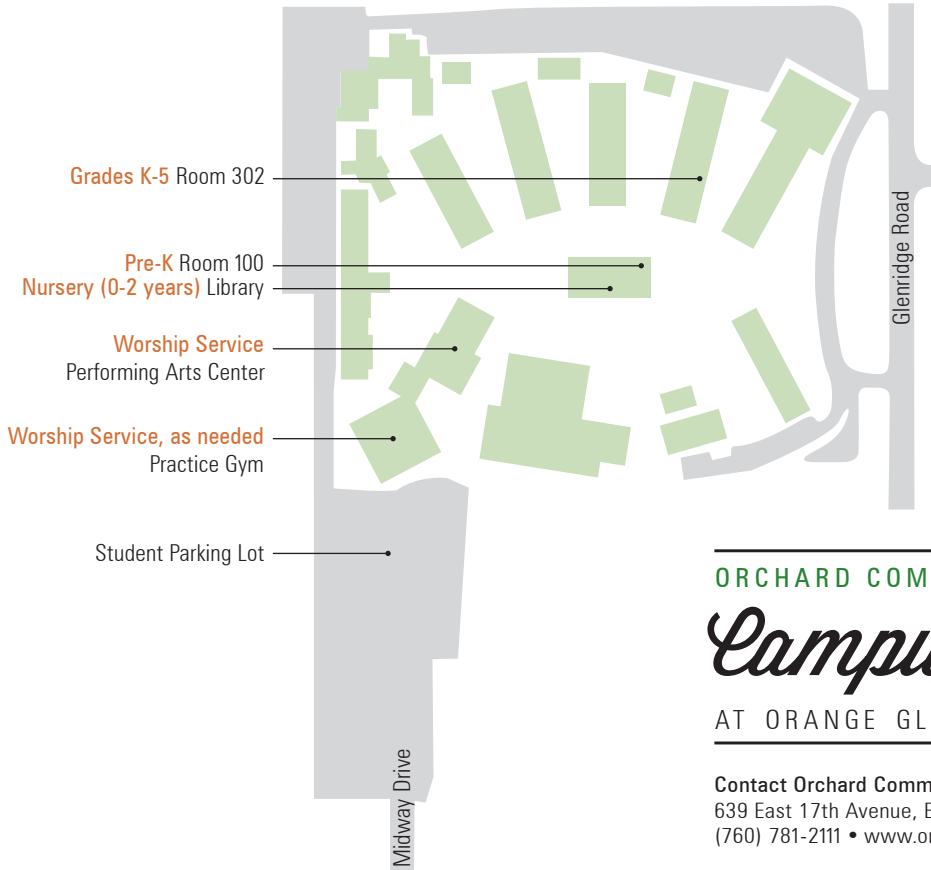 Grades K-5 Room 302
Pre-K Room 100
Nursery (0-2 years) Library
Worship Service
Performing Arts Center
Worship Service, as needed
Practice Gym
Student Parking Lot
Glenridge Road
Midway Drive
ORCHARD COM
Campu
AT ORANGE GL
Contact Orchard Comm
639 East 17th Avenue, E
(760) 781-2111 • www.or